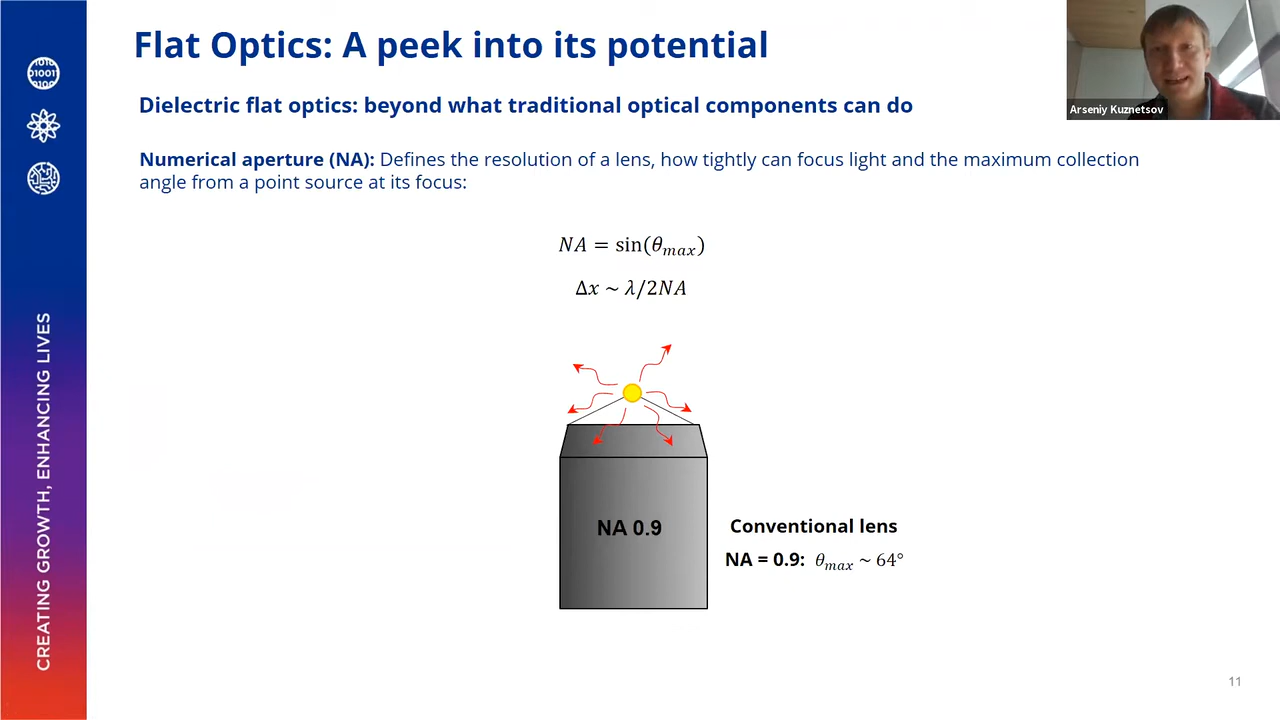 Flat Optics: A peek into its potential
Dielectric flat optics: beyond what traditional optical components can do
Numerical aperture (NA): Defines the resolution of a lens, how tightly can focus light and the maximum collection
angle from a point source at its focus:
NA = sin(θmax)
Δx ~ λ/2NA
NA 0.9
Conventional lens
NA = 0.9: θmax ~ 64°
11
Arseniy Kuznetsov
CREATING GROWTH, ENHANCING LIVES